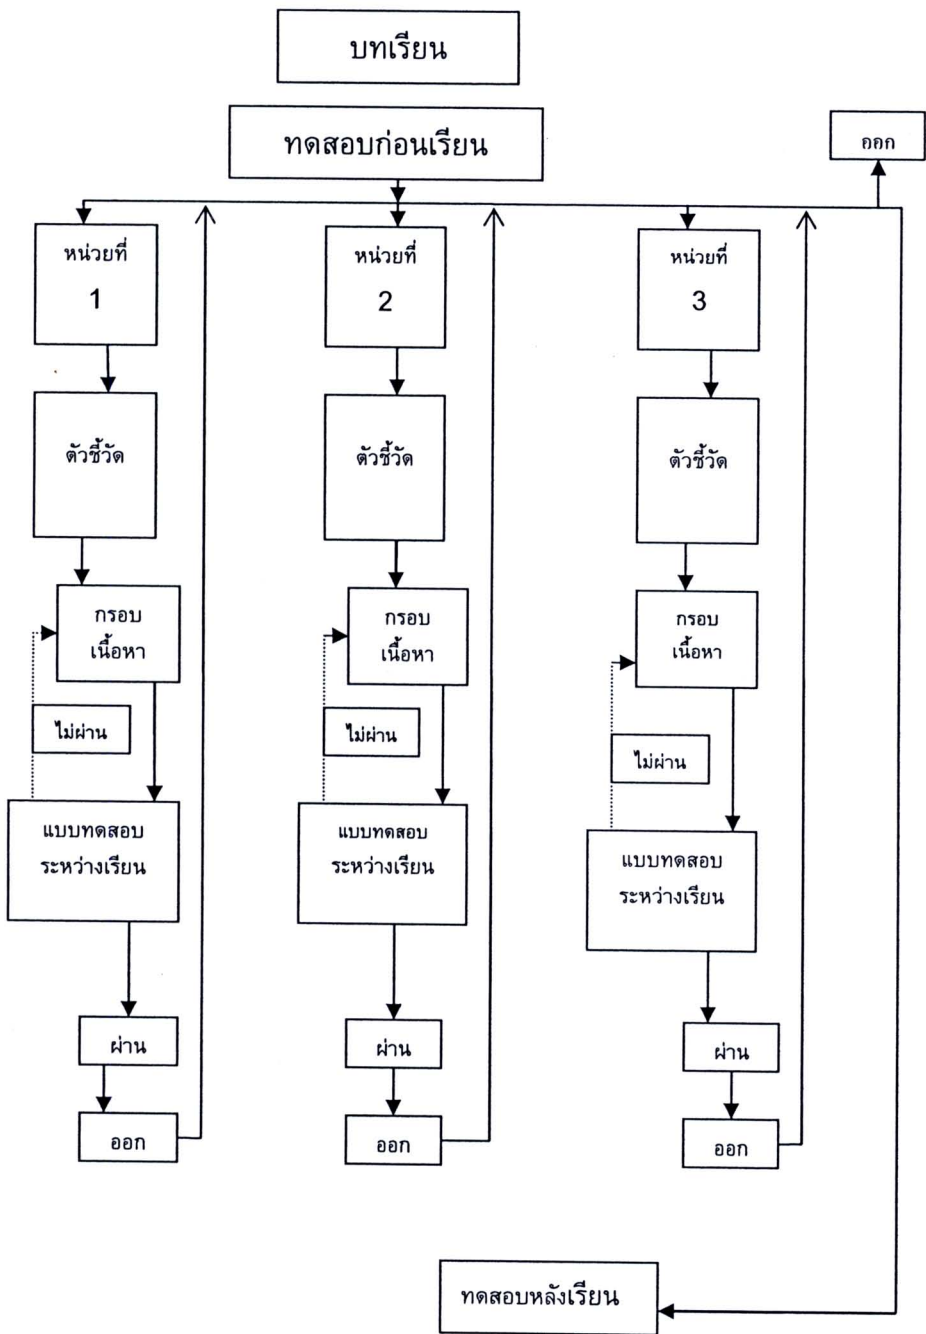 บทเรียน
ทดสอบก่อนเรียน
ออก
หน่วยที่
1
หน่วยที่
2
หน่วยที่
3
ตัวชี้วัด
ตัวชี้วัด
ตัวชี้วัด
กรอบ
เนื้อหา
กรอบ
เนื้อหา
กรอบ
เนื้อหา
ไม่ผ่าน
ไม่ผ่าน
ไม่ผ่าน
แบบทดสอบ
ระหว่างเรียน
แบบทดสอบ
ระหว่างเรียน
แบบทดสอบ
ระหว่างเรียน
ผ่าน
ผ่าน
ผ่าน
ออก
ออก
ออก
ทดสอบหลังเรียน